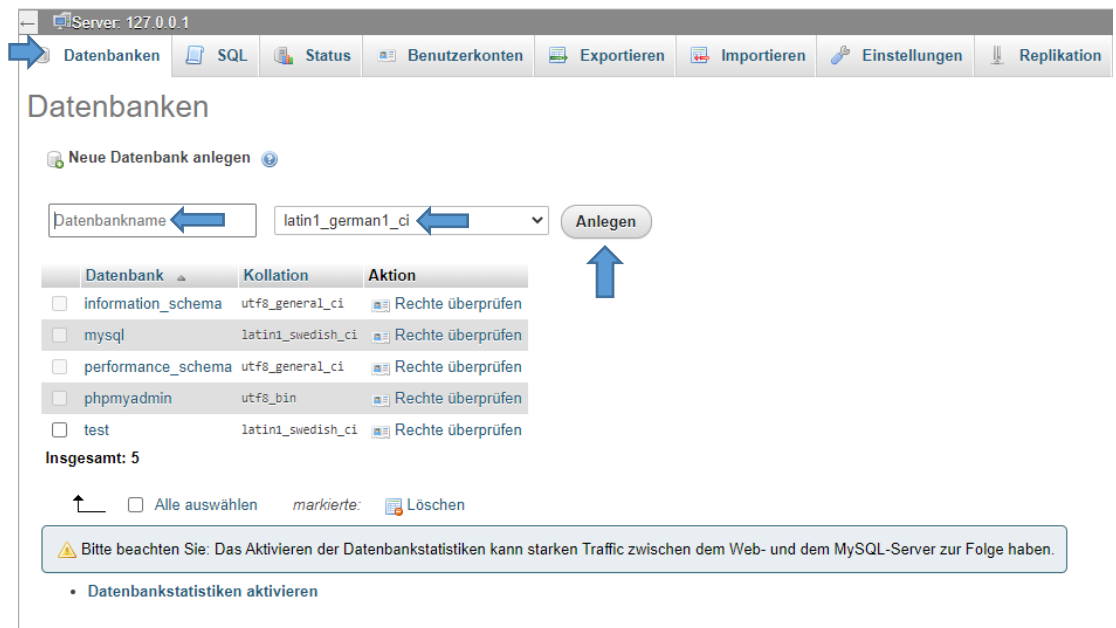 Server: 127.0.0.1
Datenbanken SQL Status Benutzerkonten Exportieren Importieren Einstellungen Replikation
Datenbanken
Neue Datenbank anlegen
Datenbankname latin1_german1_ci Anlegen
Datenbank Kollation Aktion
information_schema utf8_general_ci Rechte überprüfen
mysql latin1_swedish_ci Rechte überprüfen
performance_schema utf8_general_ci Rechte überprüfen
phpmyadmin utf8_bin Rechte überprüfen
test latin1_swedish_ci Rechte überprüfen
Insgesamt: 5
Alle auswählen markierte: Löschen
Bitte beachten Sie: Das Aktivieren der Datenbankstatistiken kann starken Traffic zwischen dem Web- und dem MySQL-Server zur Folge haben.
• Datenbankstatistiken aktivieren